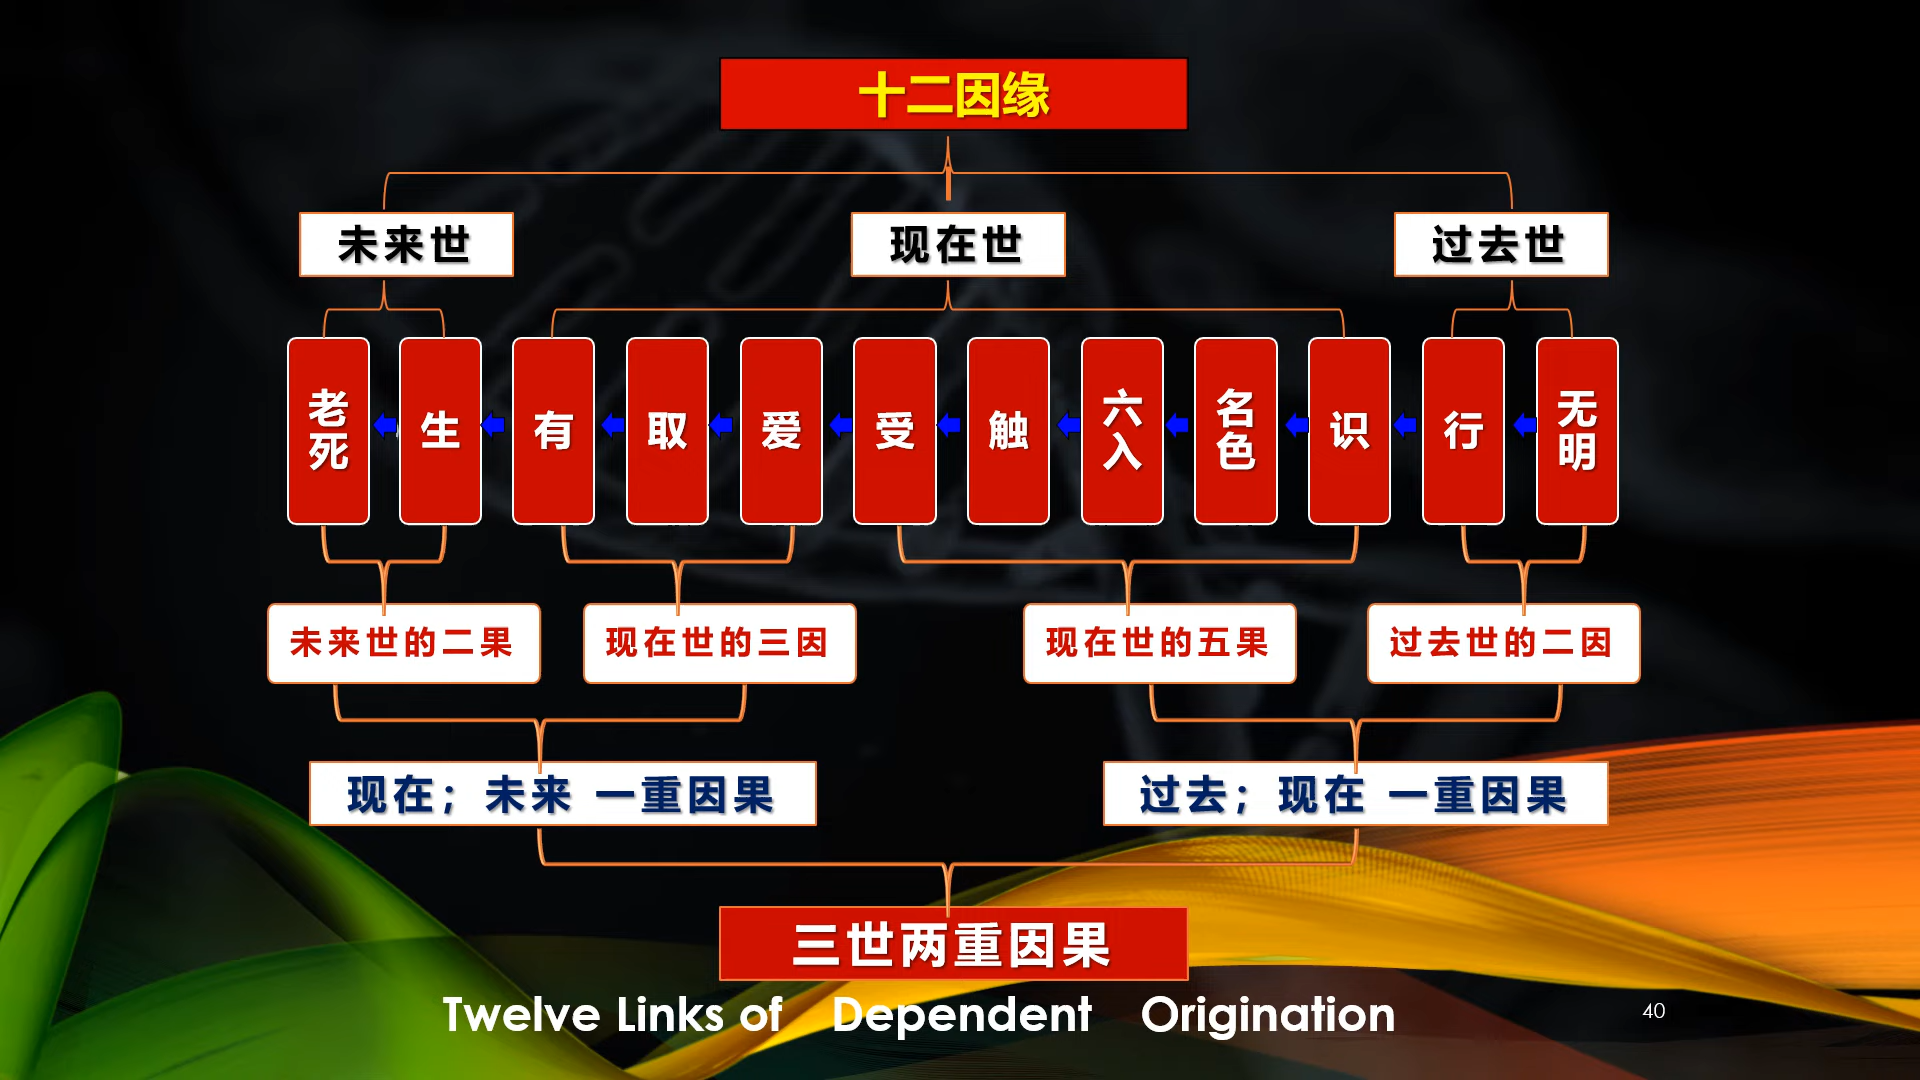 十二因缘
未来世
现在世
过去世
老死
生
有
取
爱
受
触
六入
名色
识
行
无明
未来世的二果
现在世的三因
现在世的五果
过去世的二因
现在；未来 一重因果
过去；现在 一重因果
三世两重因果
Twelve Links of Dependent Origination
40